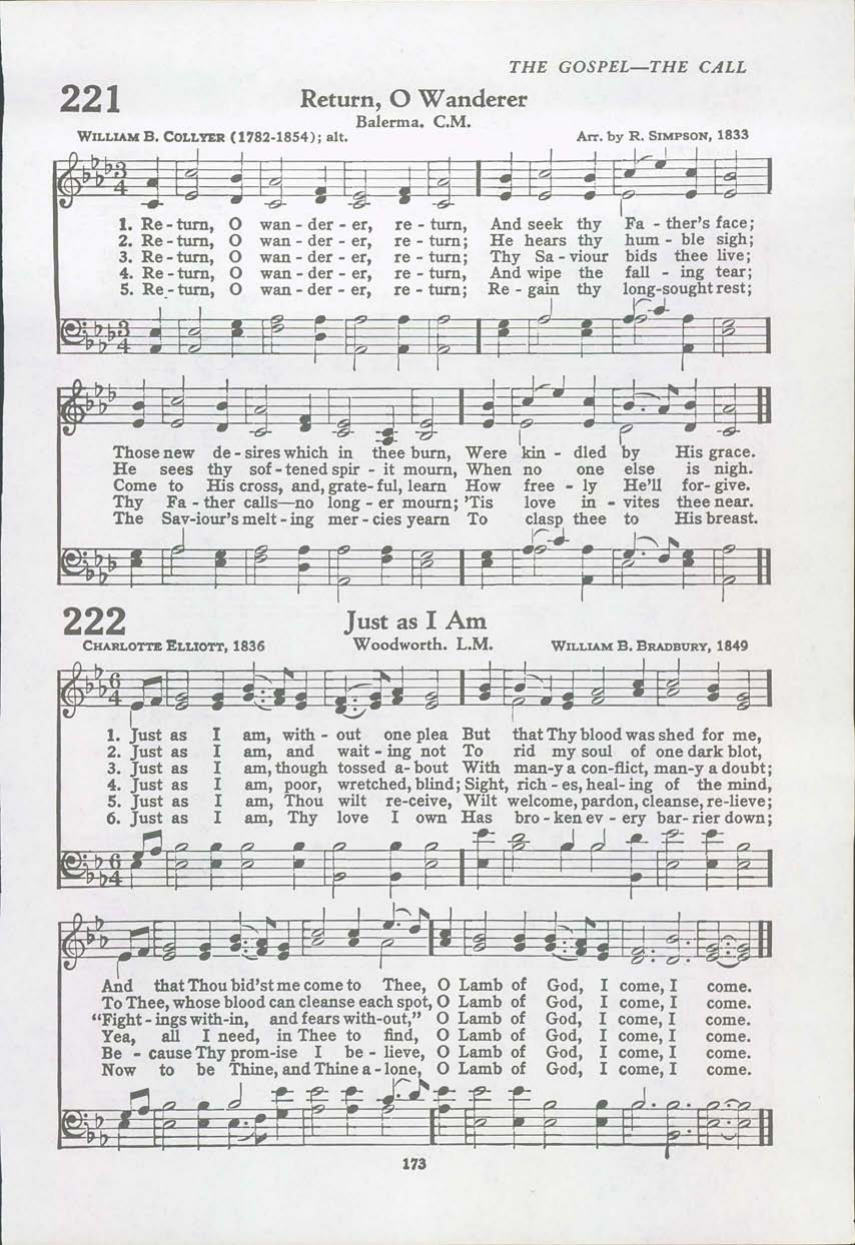 THE GOSPEL—THE CALL
221
Return, O Wanderer
Balerma. C.M.
WILLIAM B. COLLYER (1782-1854); alt.
Arr. by R. SIMPSON, 1833
3
4
1. Re - turn, O wan - der - er, re - turn, And seek thy Fa - ther's face;
2. Re - turn, O wan - der - er, re - turn; He hears thy hum - ble sigh;
3. Re - turn, O wan - der - er, re - turn; Thy Sa - viour bids thee live;
4. Re - turn, O wan - der - er, re - turn, And wipe the fall - ing tear;
5. Re - turn, O wan - der - er, re - turn; Re - gain thy long-sought rest;
3
4
Those new de - sires which in thee burn, Were kin - dled by His grace.
He sees thy sof - tened spir - it mourn, When no one else is nigh.
Come to His cross, and, grate - ful, learn How free - ly He'll for - give.
Thy Fa - ther calls—no long - er mourn; 'Tis love in - vites thee near.
The Sav-iour's melt - ing mer - cies yearn To clasp thee to His breast.
222
Just as I Am
CHARLOTTE ELLIOTT, 1836
Woodworth. L.M.
WILLIAM B. BRADBURY, 1849
6
4
1. Just as I am, with - out one plea But that Thy blood was shed for me,
2. Just as I am, and wait - ing not To rid my soul of one dark blot,
3. Just as I am, though tossed a - bout With man-y a con-flict, man-y a doubt;
4. Just as I am, poor, wretched, blind; Sight, rich - es, heal - ing of the mind,
5. Just as I am, Thou wilt re-ceive, Wilt welcome, pardon, cleanse, re-lieve;
6. Just as I am, Thy love I own Has bro - ken ev - ery bar - rier down;
6
4
And that Thou bid'st me come to Thee, O Lamb of God, I come, I come.
To Thee, whose blood can cleanse each spot, O Lamb of God, I come, I come.
“Fight - ings with-in, and fears with-out,” O Lamb of God, I come, I come.
Yea, all I need, in Thee to find, O Lamb of God, I come, I come.
Be - cause Thy prom-ise I be - lieve, O Lamb of God, I come, I come.
Now to be Thine, and Thine a - lone, O Lamb of God, I come, I come.
173